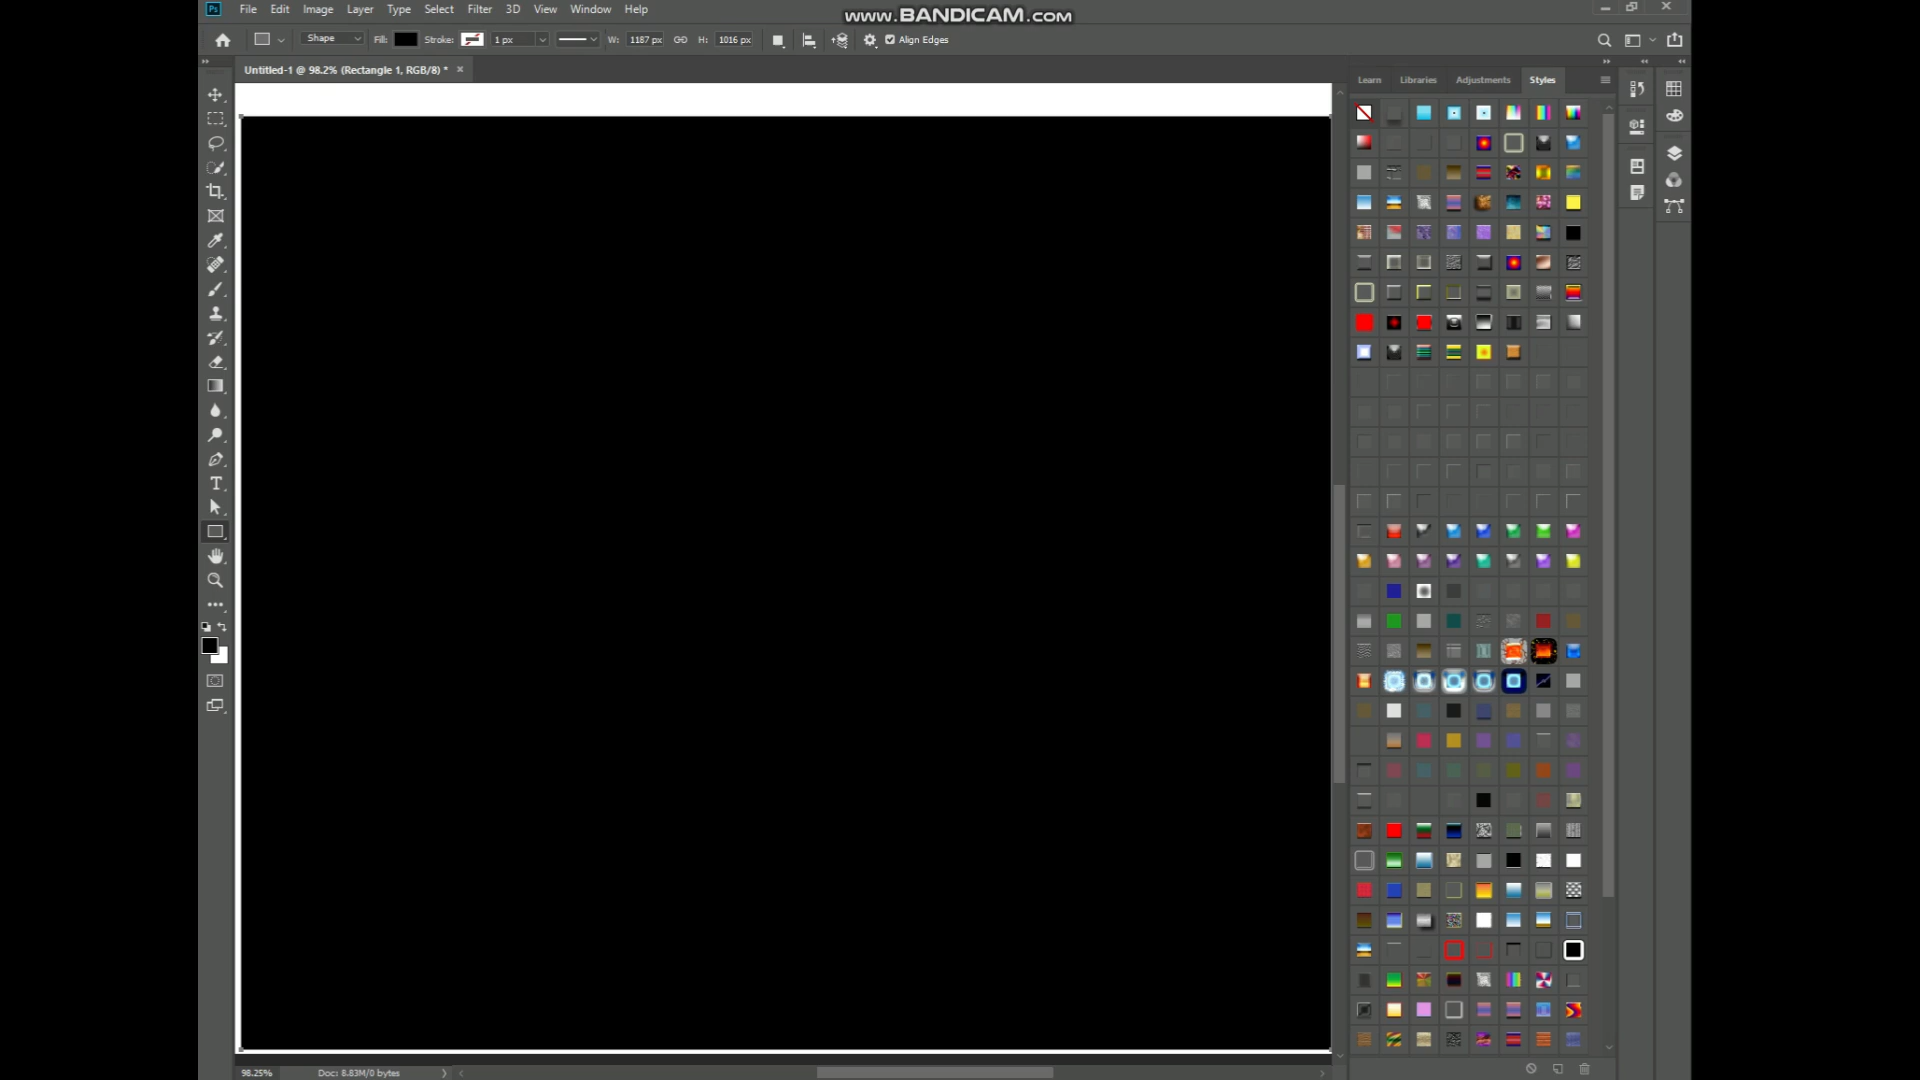 www.BANDICAM.com
Ps File Edit Image Layer Type Select Filter 3D View Window Help
Shape Fill: Stroke: 1 px W: 1187 px H: 1016 px Align Edges
Untitled-1 @ 98.2% (Rectangle 1, RGB/8) *
Learn Libraries Adjustments Styles
98.25% Doc: 8.83M/0 bytes